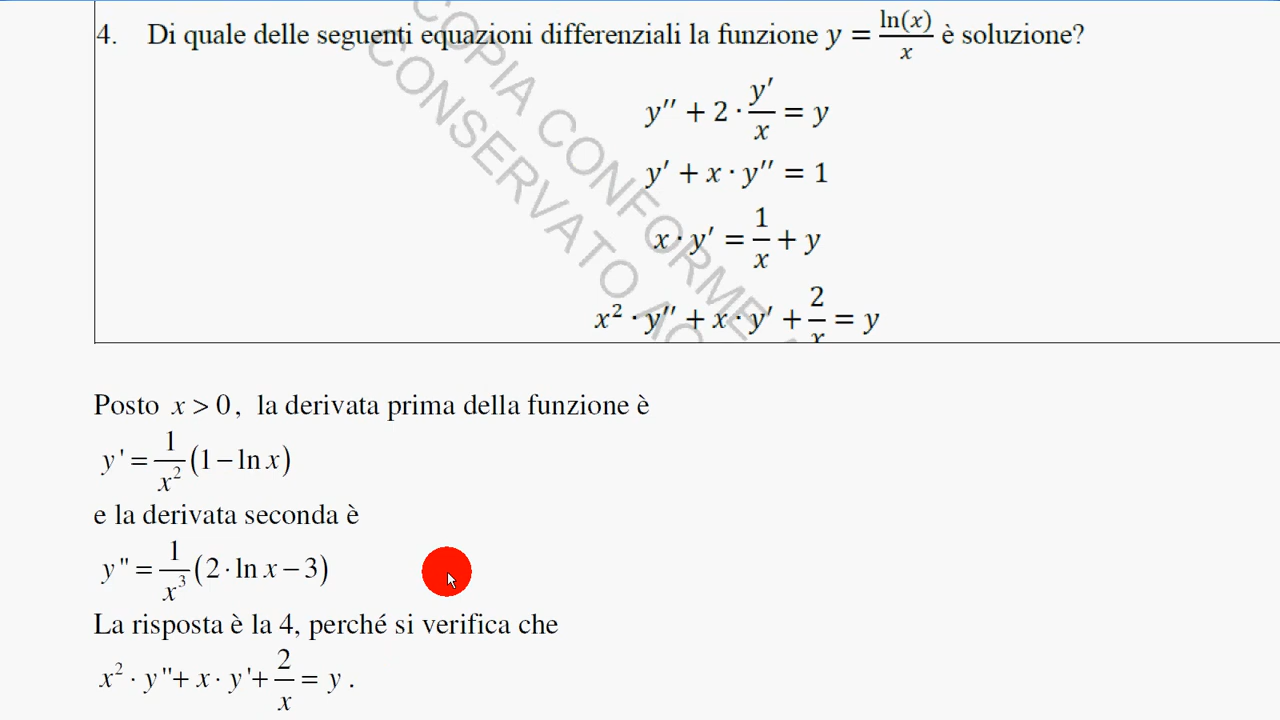 4. Di quale delle seguenti equazioni differenziali la funzione y = ln(x)/x è soluzione?
y′′ + 2 · y′/x = y
y′ + x · y′′ = 1
x · y′ = 1/x + y
x² · y′′ + x · y′ + 2/x = y
COPIA CONFORME
CONSERVATO
Posto x > 0, la derivata prima della funzione è
y' = 1/x² (1 − ln x)
e la derivata seconda è
y'' = 1/x³ (2 · ln x − 3)
La risposta è la 4, perché si verifica che
x² · y''+ x · y'+ 2/x = y .